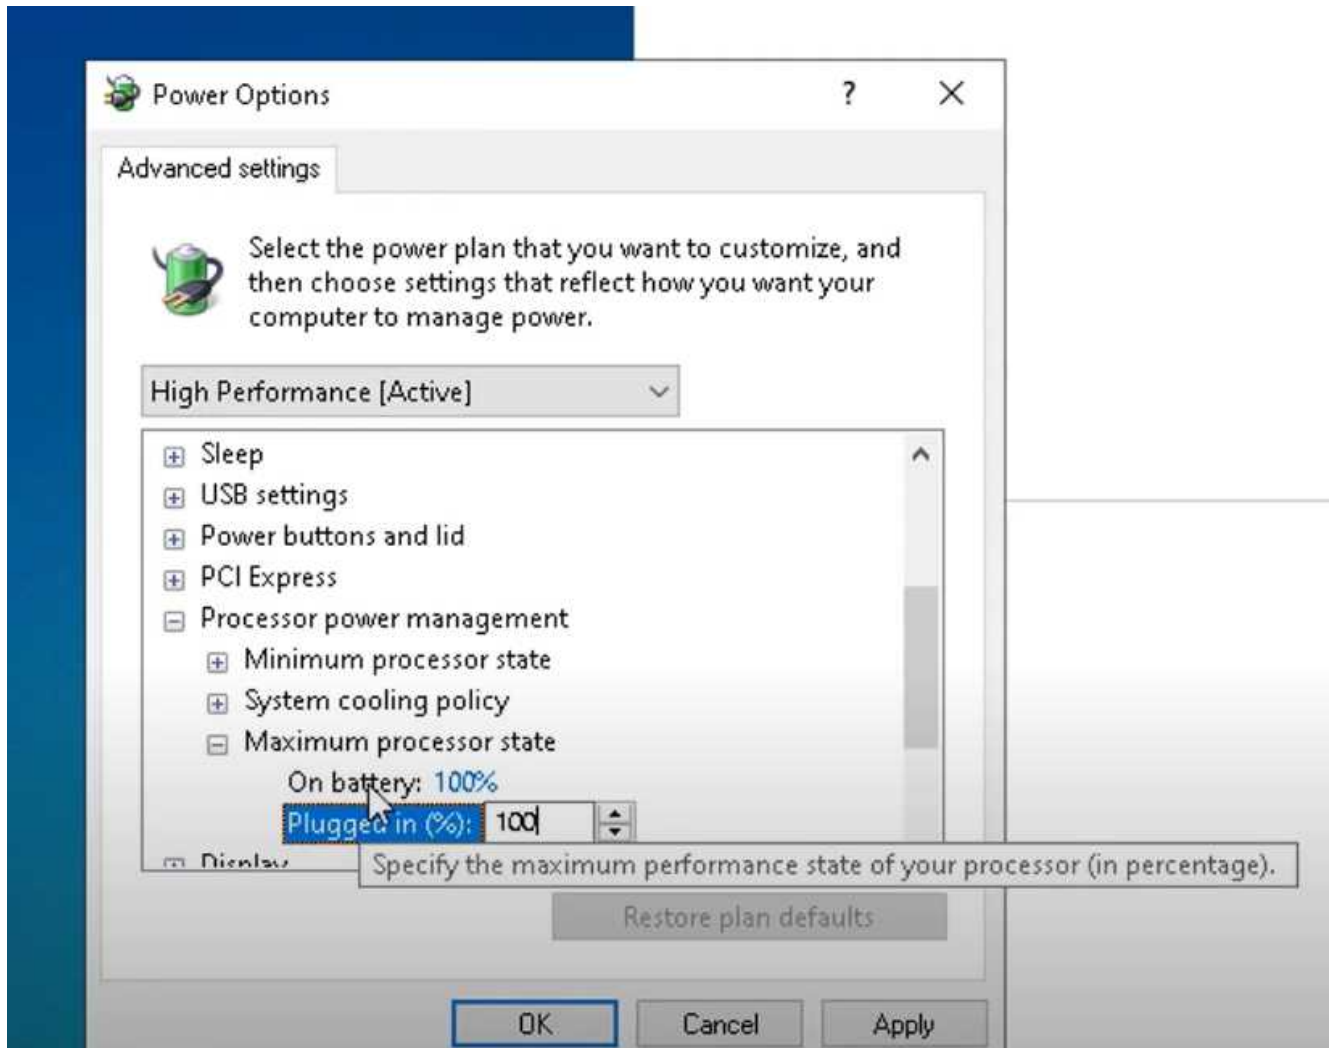 Power Options
?
Advanced settings
Select the power plan that you want to customize, and
then choose settings that reflect how you want your
computer to manage power.
High Performance [Active]
Sleep
USB settings
Power buttons and lid
PCI Express
Processor power management
Minimum processor state
System cooling policy
Maximum processor state
On battery: 100%
Plugged in (%): 100
Display
Specify the maximum performance state of your processor (in percentage).
Restore plan defaults
OK Cancel Apply